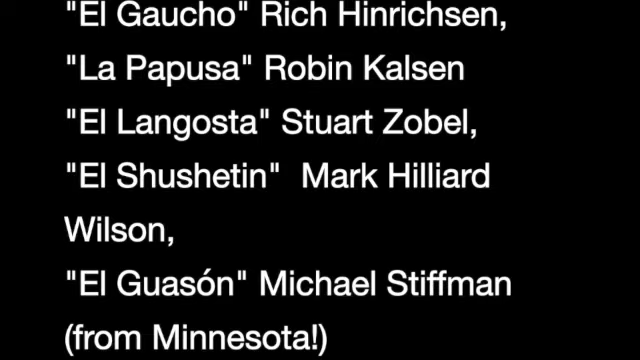 "El Gaucho" Rich Hinrichsen,
"La Papusa" Robin Kalsen
"El Langosta" Stuart Zobel,
"El Shushetin"  Mark Hilliard
Wilson,
"El Guasón" Michael Stiffman
(from Minnesota!)